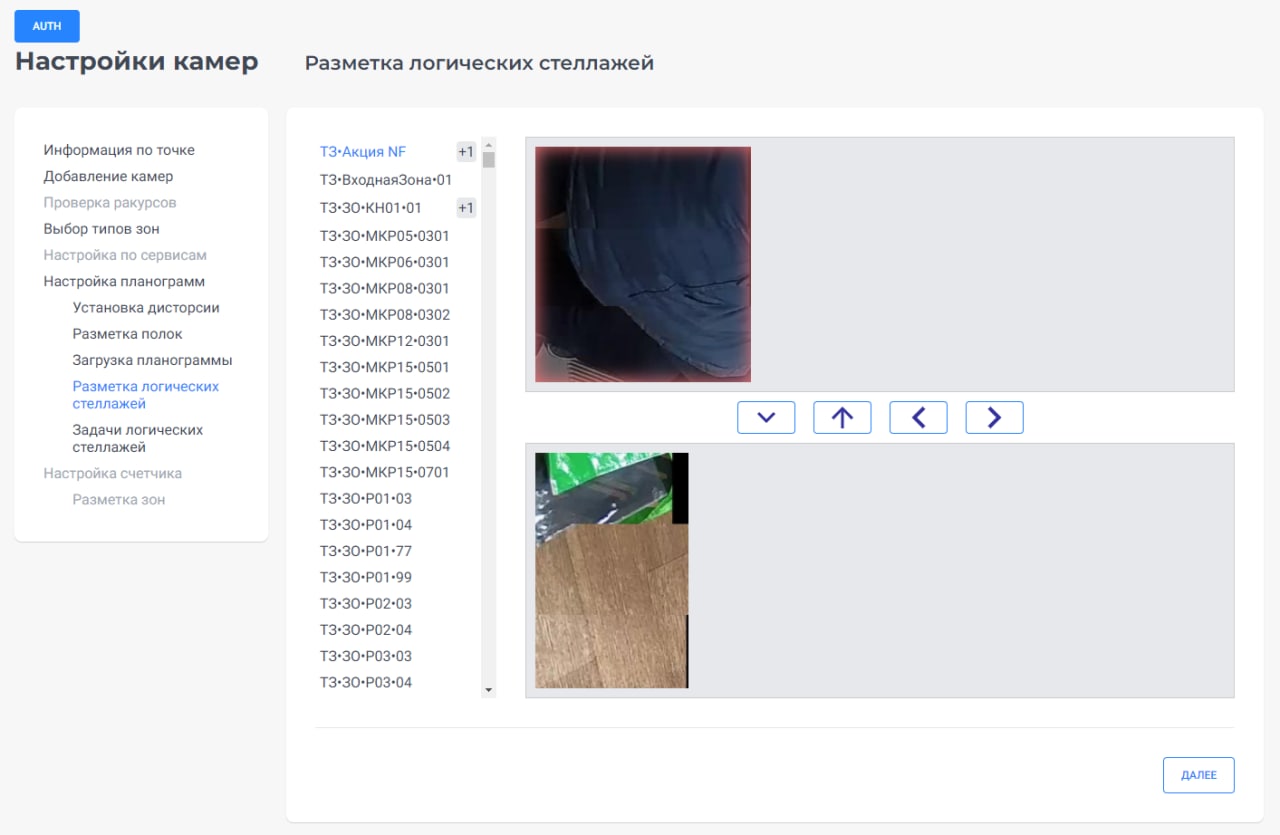 AUTH
Настройки камер
Разметка логических стеллажей
Информация по точке
Добавление камер
Проверка ракурсов
Выбор типов зон
Настройка по сервисам
Настройка планограмм
Установка дисторсии
Разметка полок
Загрузка планограммы
Разметка логических
стеллажей
Задачи логических
стеллажей
Настройка счетчика
Разметка зон
ТЗ•Акция NF +1
ТЗ•ВходнаяЗона•01
ТЗ•ЗО•КН01•01 +1
ТЗ•ЗО•МКР05•0301
ТЗ•ЗО•МКР06•0301
ТЗ•ЗО•МКР08•0301
ТЗ•ЗО•МКР08•0302
ТЗ•ЗО•МКР12•0301
ТЗ•ЗО•МКР15•0501
ТЗ•ЗО•МКР15•0502
ТЗ•ЗО•МКР15•0503
ТЗ•ЗО•МКР15•0504
ТЗ•ЗО•МКР15•0701
ТЗ•ЗО•Р01•03
ТЗ•ЗО•Р01•04
ТЗ•ЗО•Р01•77
ТЗ•ЗО•Р01•99
ТЗ•ЗО•Р02•03
ТЗ•ЗО•Р02•04
ТЗ•ЗО•Р03•03
ТЗ•ЗО•Р03•04
ДАЛЕЕ